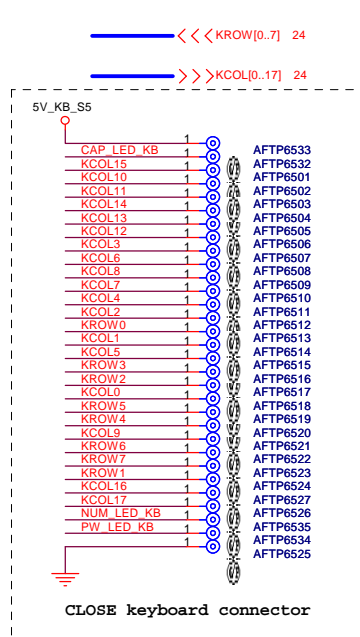 KROW[0..7] 24
KCOL[0..17] 24
5V_KB_S5
1 AFTP6533
CAP_LED_KB 1 AFTP6532
KCOL15 1 AFTP6501
KCOL10 1 AFTP6502
KCOL11 1 AFTP6503
KCOL14 1 AFTP6504
KCOL13 1 AFTP6505
KCOL12 1 AFTP6506
KCOL3 1 AFTP6507
KCOL6 1 AFTP6508
KCOL8 1 AFTP6509
KCOL7 1 AFTP6510
KCOL4 1 AFTP6511
KCOL2 1 AFTP6512
KROW0 1 AFTP6513
KCOL1 1 AFTP6514
KCOL5 1 AFTP6515
KROW3 1 AFTP6516
KROW2 1 AFTP6517
KCOL0 1 AFTP6518
KROW5 1 AFTP6519
KROW4 1 AFTP6520
KCOL9 1 AFTP6521
KROW6 1 AFTP6522
KROW7 1 AFTP6523
KROW1 1 AFTP6524
KCOL16 1 AFTP6527
KCOL17 1 AFTP6526
NUM_LED_KB 1 AFTP6535
PW_LED_KB 1 AFTP6534
1 AFTP6525
CLOSE keyboard connector